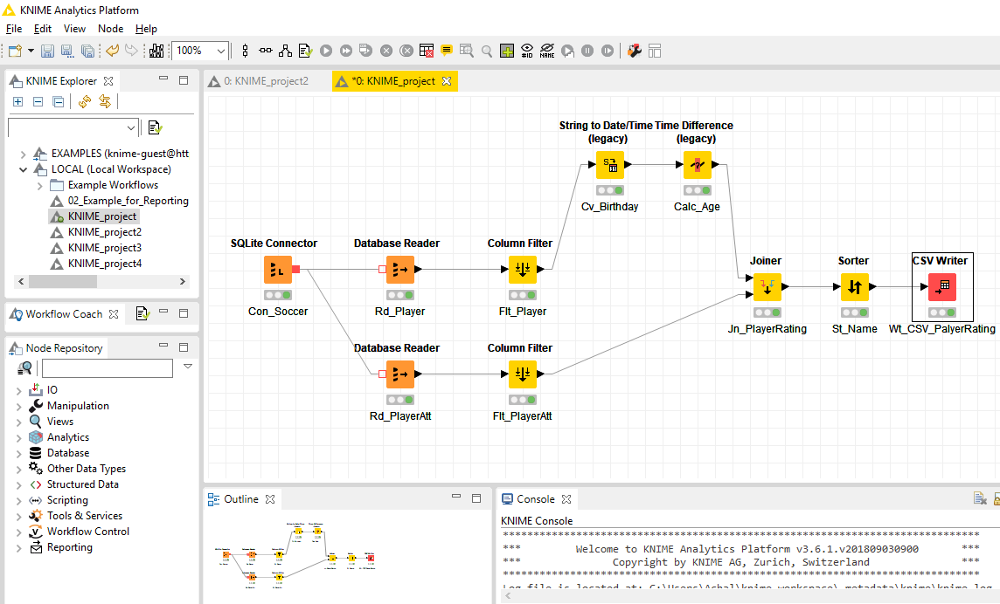 KNIME Analytics Platform
File Edit View Node Help
100%
#ID
NAME
KNIME Explorer
0: KNIME_project2
*0: KNIME_project
EXAMPLES (knime-guest@htt
LOCAL (Local Workspace)
Example Workflows
02_Example_for_Reporting
KNIME_project
KNIME_project2
KNIME_project3
KNIME_project4
Workflow Coach
Node Repository
IO
Manipulation
Views
Analytics
Database
Other Data Types
Structured Data
Scripting
Tools & Services
Workflow Control
Reporting
String to Date/Time
(legacy)
Cv_Birthday
Time Difference
(legacy)
Calc_Age
SQLite Connector
Con_Soccer
Database Reader
Rd_Player
Column Filter
Flt_Player
Joiner
Jn_PlayerRating
Sorter
St_Name
CSV Writer
Wt_CSV_PalyerRating
Database Reader
Rd_PlayerAtt
Column Filter
Flt_PlayerAtt
Outline
Console
KNIME Console
***********************************************************************
*** Welcome to KNIME Analytics Platform v3.6.1.v201809030900 ***
*** Copyright by KNIME AG, Zurich, Switzerland ***
***********************************************************************
Log file is located at: C:\Users\Achal\knime-workspace\.metadata\knime\knime.log